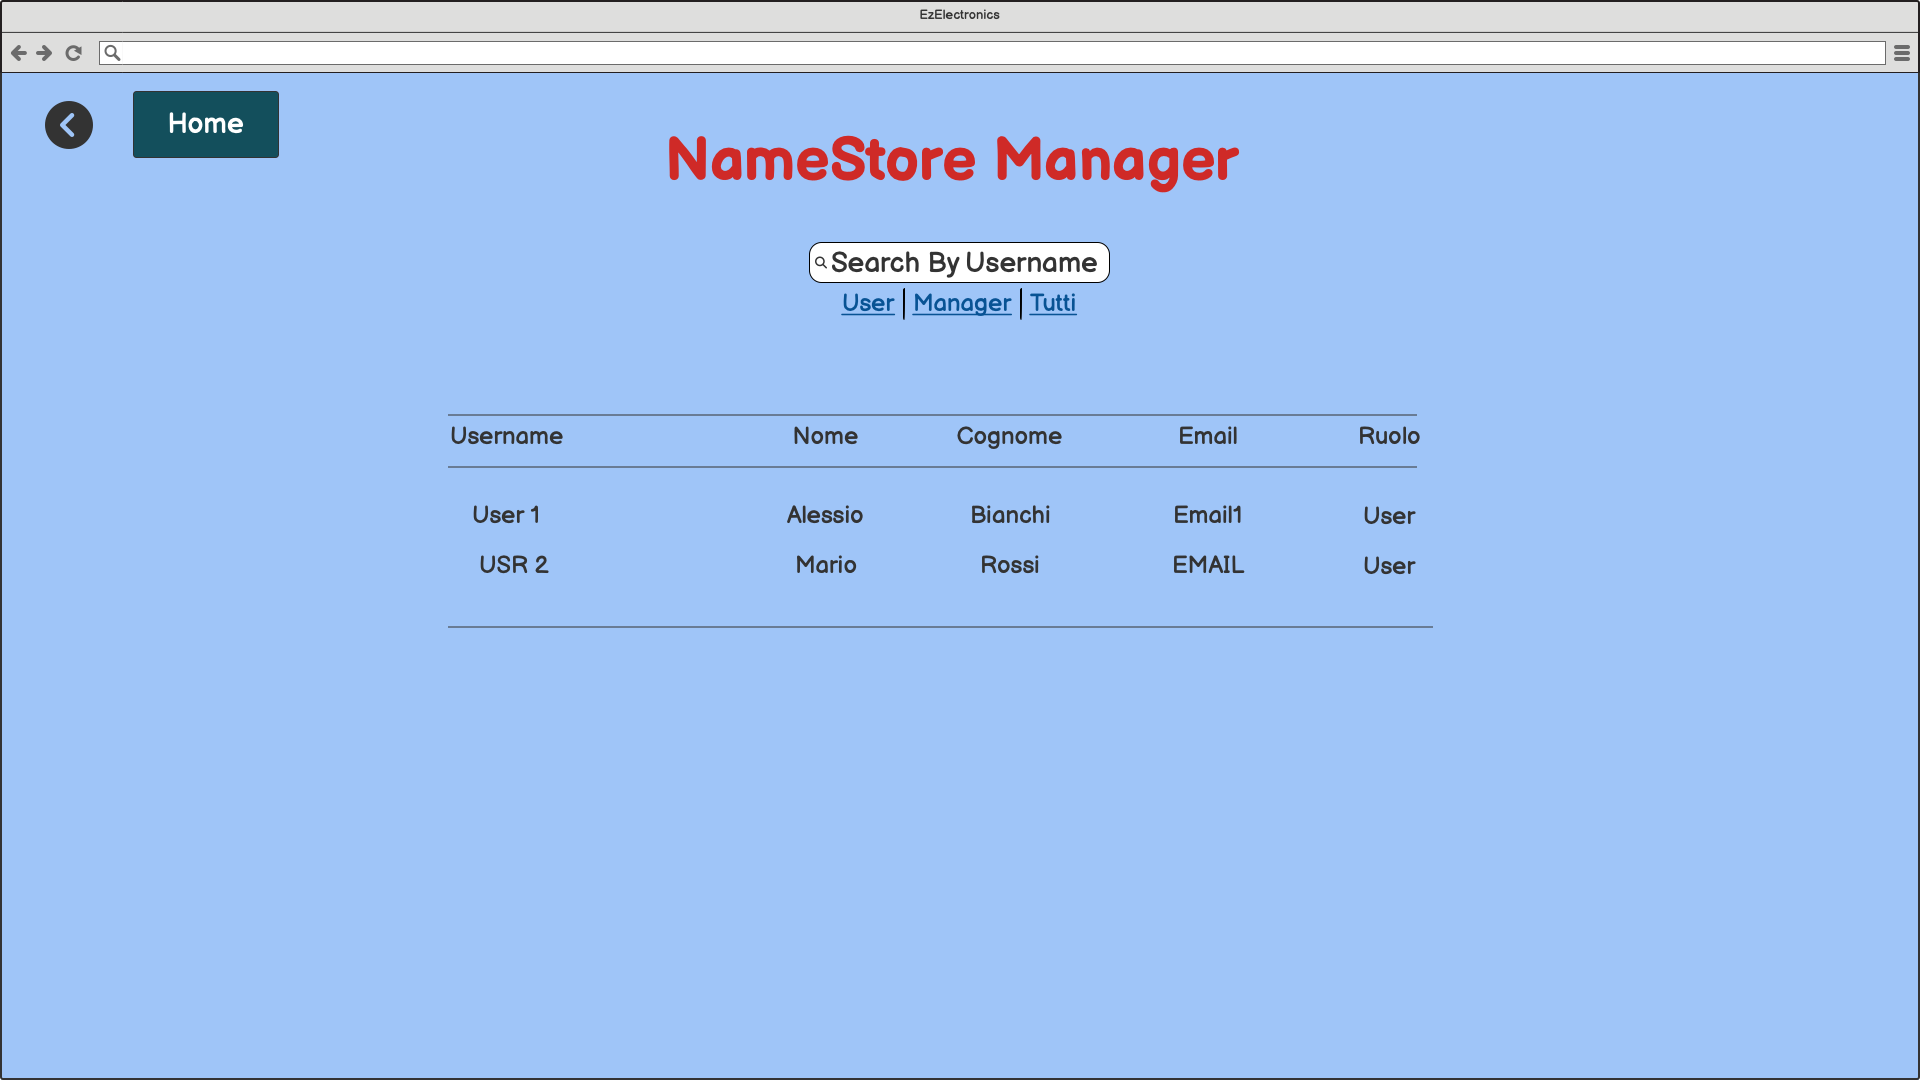 EzElectronics
Home
NameStore Manager
Search By Username
User | Manager | Tutti
Username Nome Cognome Email Ruolo
User 1 Alessio Bianchi Email1 User
USR 2 Mario Rossi EMAIL User